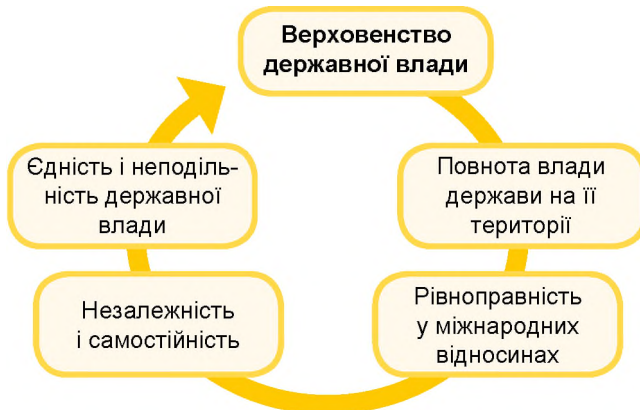 Верховенство
державної влади
Повнота влади
держави на її
території
Рівноправність
у міжнародних
відносинах
Незалежність
і самостійність
Єдність і неподіль-
ність державної
влади